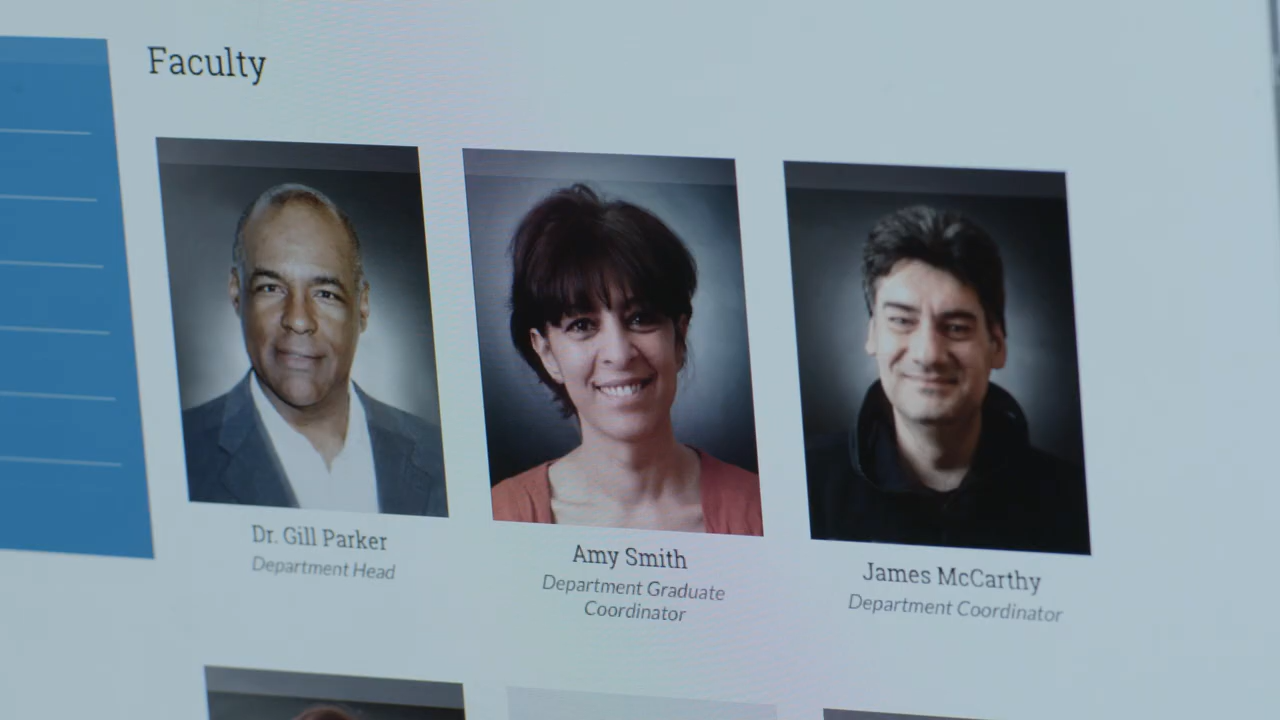 Faculty
Dr. Gill Parker
Department Head
Amy Smith
Department Graduate
Coordinator
James McCarthy
Department Coordinator